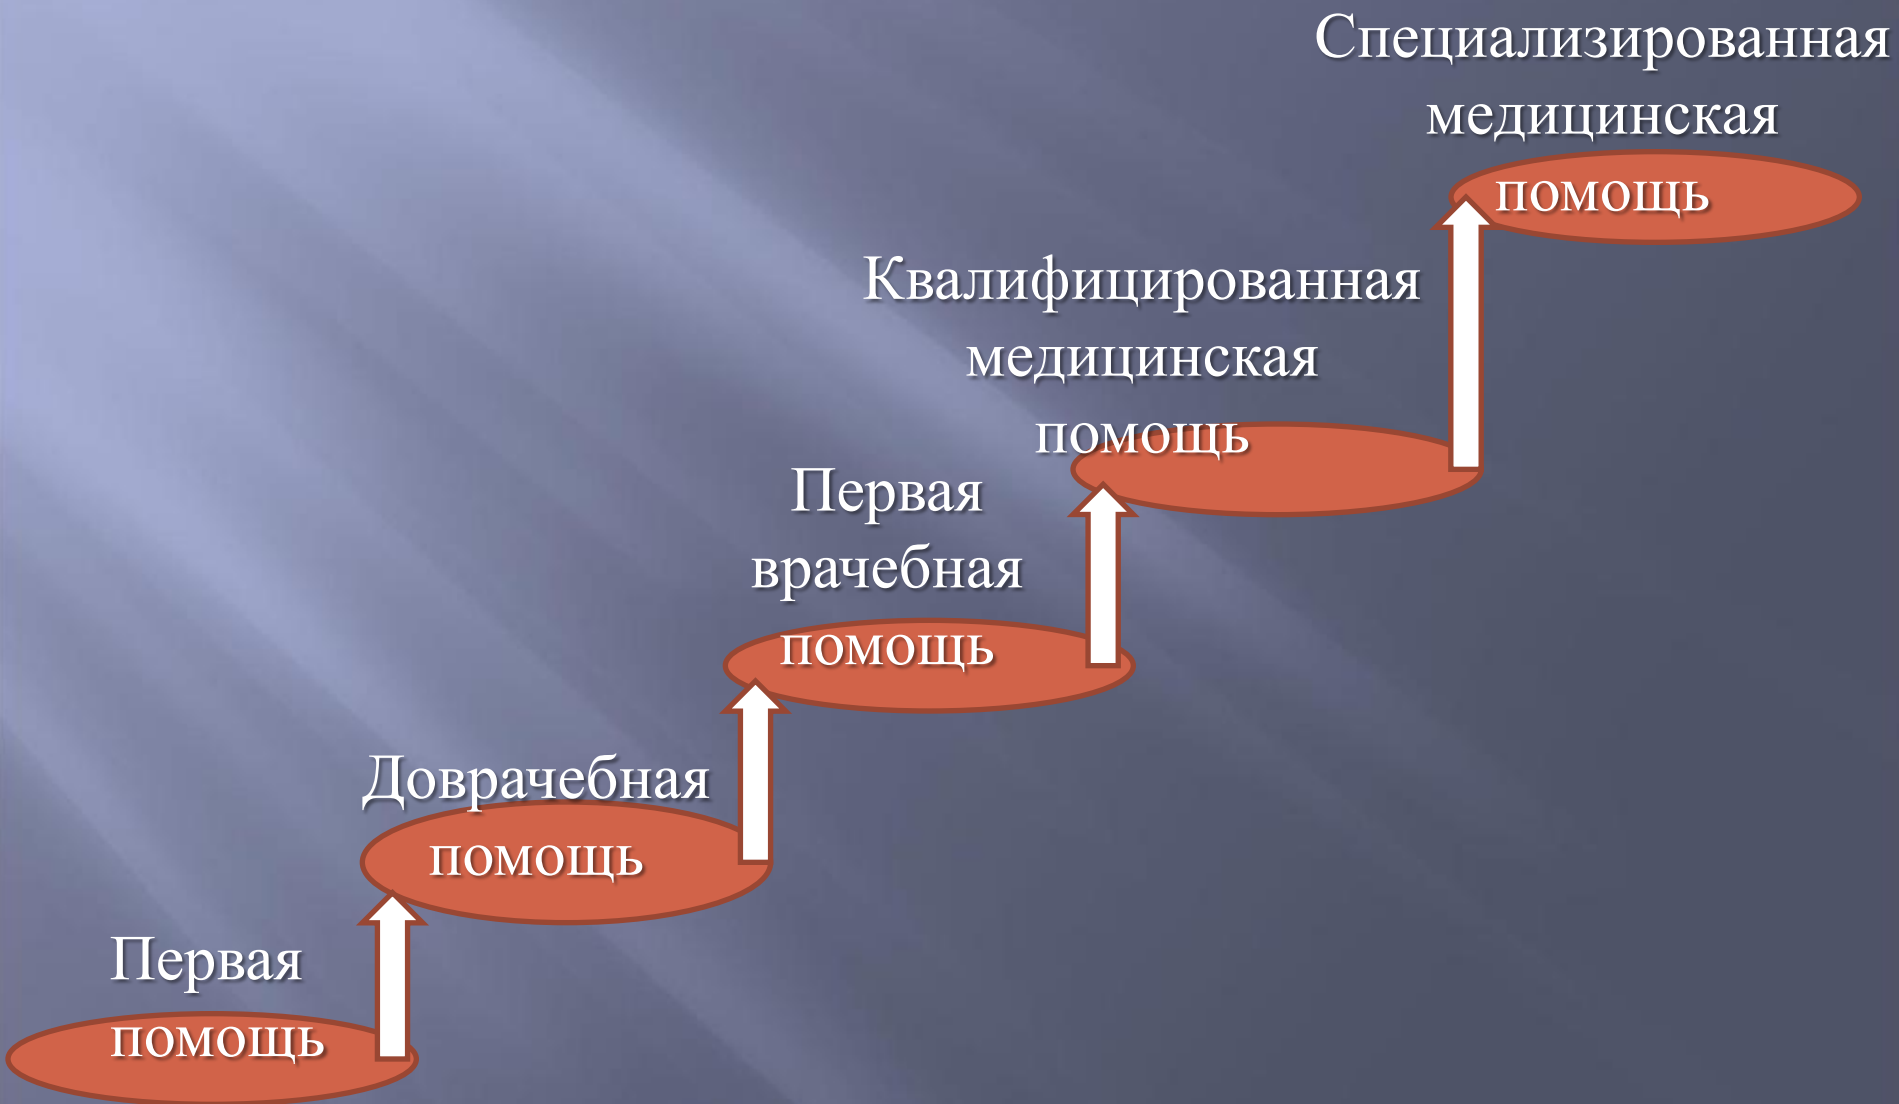 Специализированная
медицинская
помощь
Квалифицированная
медицинская
помощь
Первая
врачебная
помощь
Доврачебная
помощь
Первая
помощь